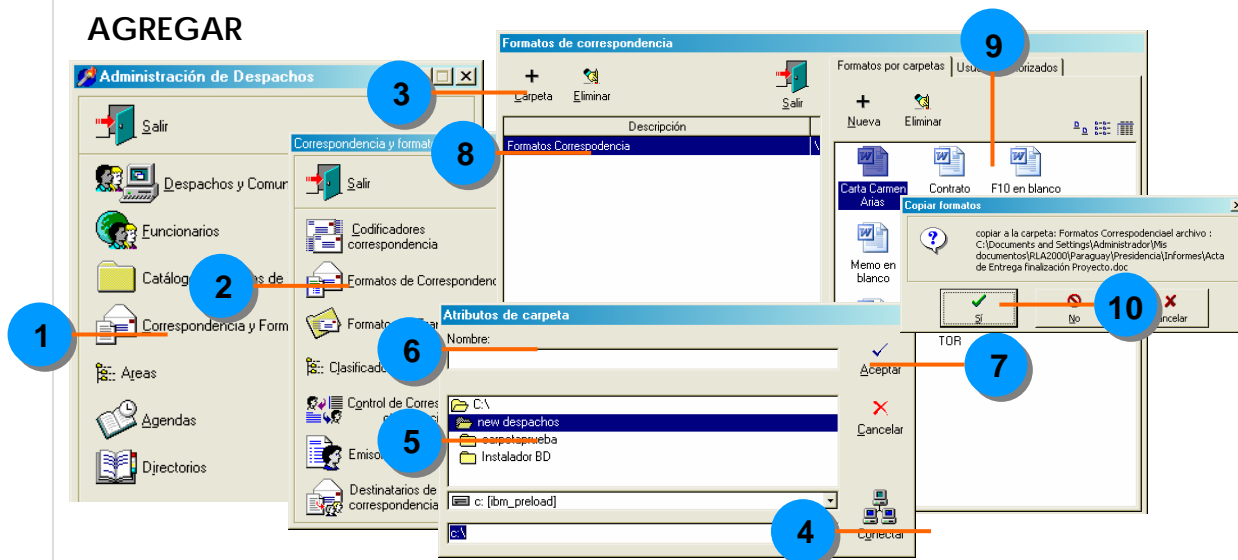 AGREGAR
Administración de Despachos
Salir
Despachos y Comur
Funcionarios
Catálog
s de
Correspondencia y Form
Areas
Agendas
Directorios
1
Correspondencia y format
Salir
Codificadores
correspondencia
2
Formatos de Correspondenc
Formato
Clasificado
Control de Corres
Emiso
Destinatarios de
correspondencia
Formatos de correspondencia
3
Carpeta
Eliminar
Salir
Descripción
8
Formatos Correspodencia
\
Formatos por carpetas
Usu
orizados
9
Nueva
Eliminar
Carta Carmen
Arias
Contrato
F10 en blanco
Memo en
blanco
TOR
Copiar formatos
copiar a la carpeta: Formatos Correspodenciael archivo :
C:\Documents and Settings\Administrador\Mis
documentos\RLA2000\Paraguay\Presidencia\Informes\Acta
de Entrega finalización Proyecto.doc
Sí
No
ncelar
10
Atributos de carpeta
Nombre:
6
Aceptar
7
C:\
new despachos
5
carpetaprueba
Instalador BD
Cancelar
c: [ibm_preload]
c:\
4
Conectar